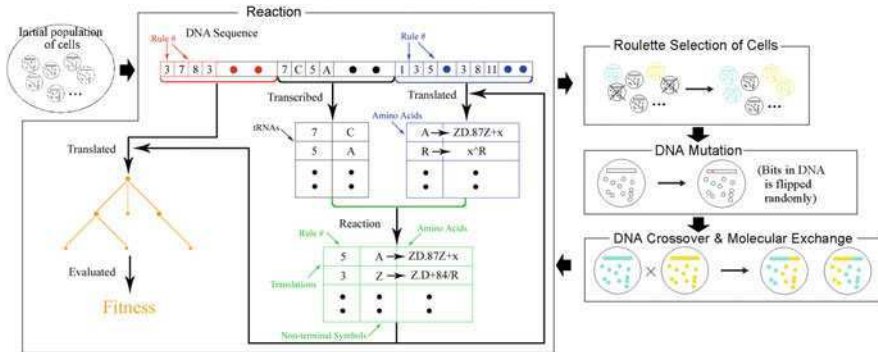 Reaction
Initial population
of cells
Rule #
DNA Sequence
Rule #
3 7 8 3 7 C 5 A 1 3 5 3 8 11
Transcribed
Translated
tRNAs
Amino Acids
7 C
5 A
A ZD.87Z+x
R x^R
Translated
Reaction
Rule #
Amino Acids
5 A ZD.87Z+x
3 Z Z.D+84/R
Translations
Non-terminal Symbols
Evaluated
Fitness
Roulette Selection of Cells
DNA Mutation
(Bits in DNA
is flipped
randomly)
DNA Crossover & Molecular Exchange